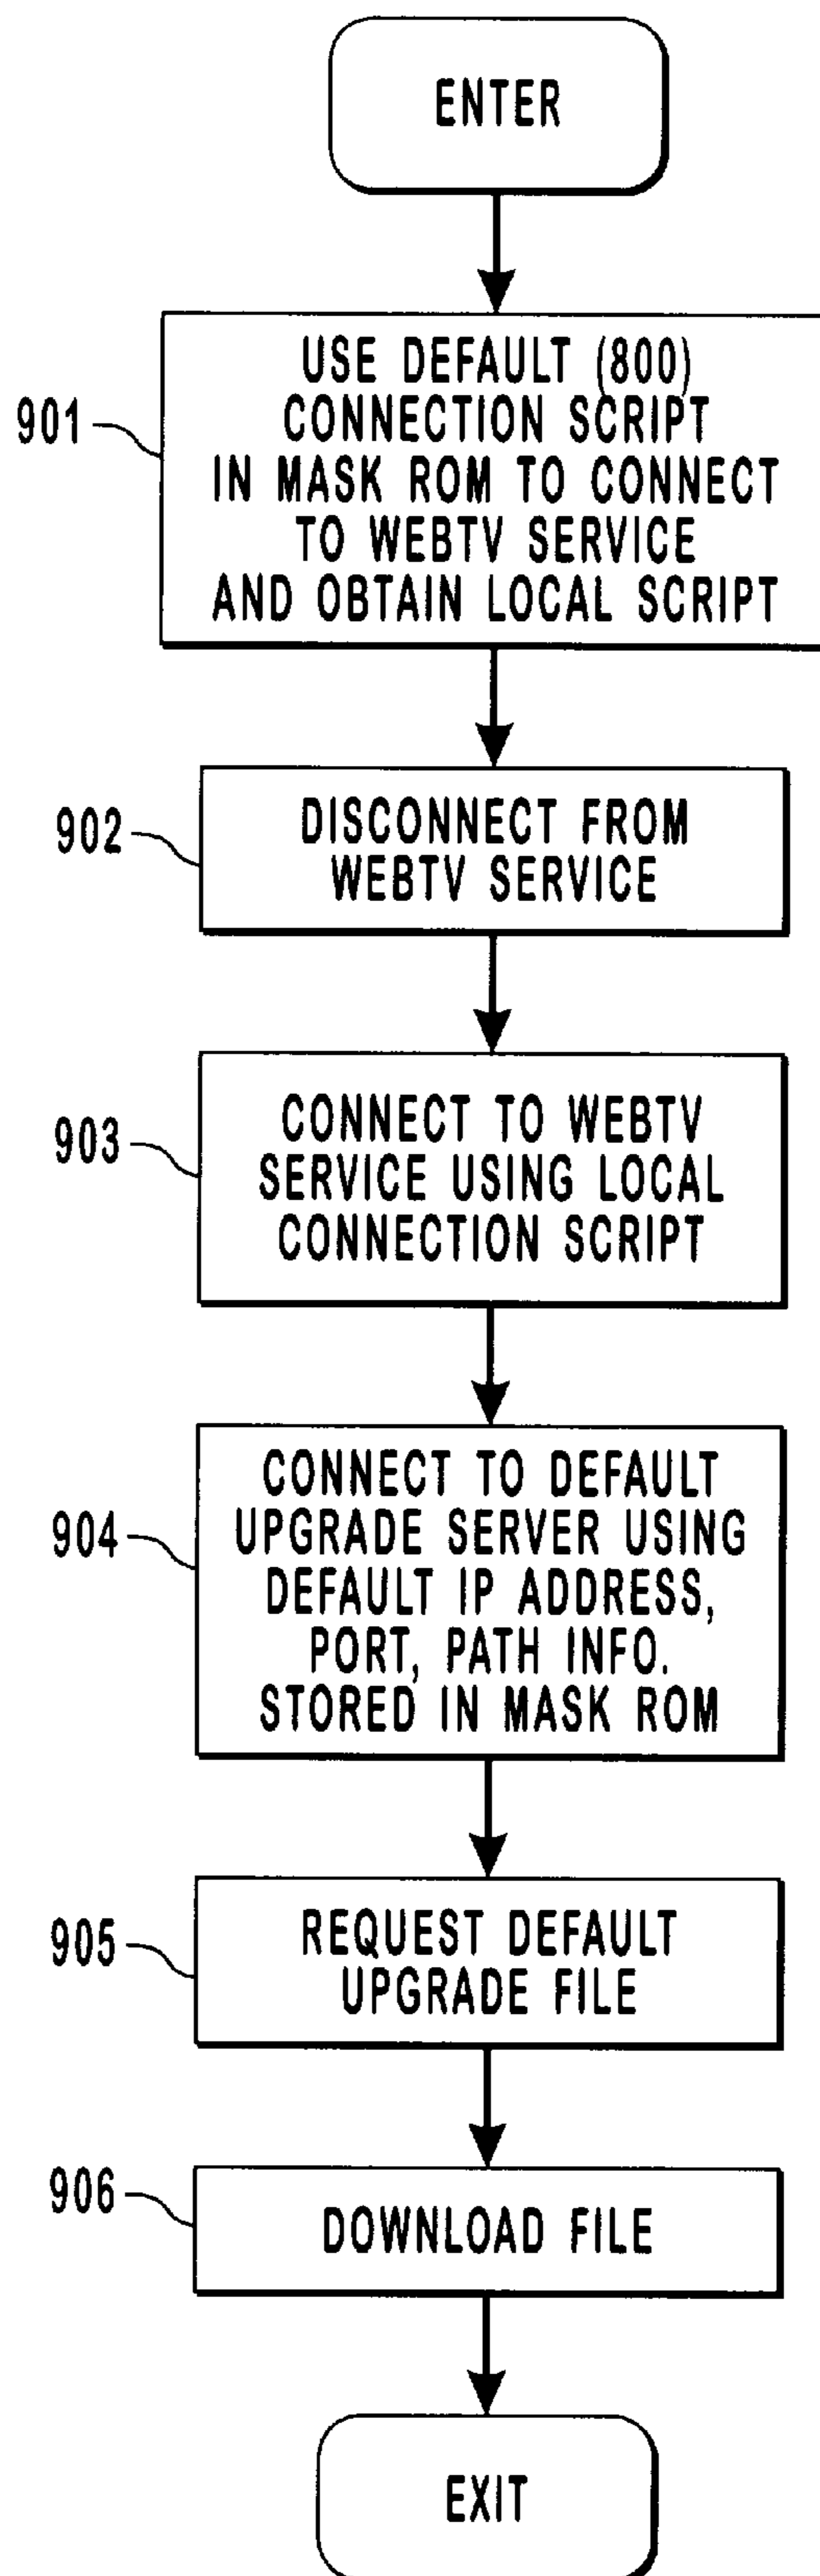 ENTER
901
USE DEFAULT (800)
CONNECTION SCRIPT
IN MASK ROM TO CONNECT
TO WEBTV SERVICE
AND OBTAIN LOCAL SCRIPT
902
DISCONNECT FROM
WEBTV SERVICE
903
CONNECT TO WEBTV
SERVICE USING LOCAL
CONNECTION SCRIPT
904
CONNECT TO DEFAULT
UPGRADE SERVER USING
DEFAULT IP ADDRESS,
PORT, PATH INFO.
STORED IN MASK ROM
905
REQUEST DEFAULT
UPGRADE FILE
906
DOWNLOAD FILE
EXIT